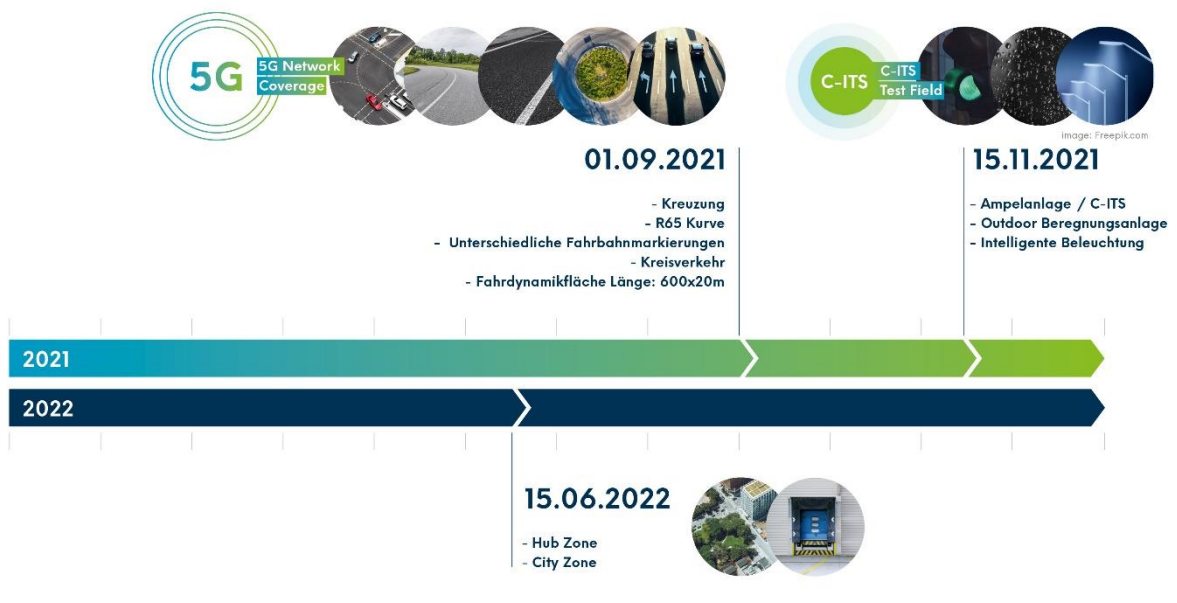 5G
5G Network
Coverage
C-ITS
C-ITS
Test Field
image: Freepik.com
01.09.2021
- Kreuzung
- R65 Kurve
- Unterschiedliche Fahrbahnmarkierungen
- Kreisverkehr
- Fahrdynamikfläche Länge: 600x20m
15.11.2021
- Ampelanlage / C-ITS
- Outdoor Beregnungsanlage
- Intelligente Beleuchtung
2021
2022
15.06.2022
- Hub Zone
- City Zone